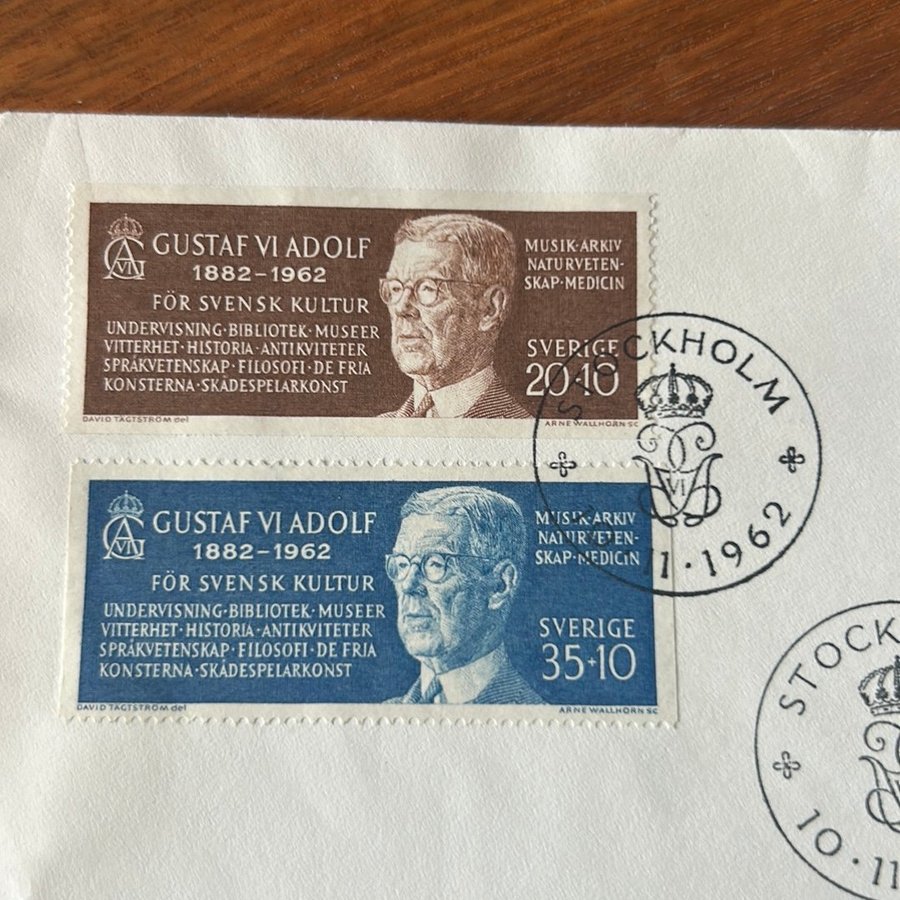 GUSTAF VI ADOLF
1882–1962
FÖR SVENSK KULTUR
UNDERVISNING·BIBLIOTEK·MUSEER
VITTERHET·HISTORIA·ANTIKVITETER
SPRÅKVETENSKAP·FILOSOFI·DE FRIA
KONSTERNA·SKÅDESPELARKONST
MUSIK·ARKIV
NATURVETEN-
SKAP·MEDICIN
SVERIGE
20+10
DAVID TÄGTSTRÖM del
ARNE WALLHORN SC
GUSTAF VI ADOLF
1882–1962
FÖR SVENSK KULTUR
UNDERVISNING·BIBLIOTEK·MUSEER
VITTERHET·HISTORIA·ANTIKVITETER
SPRÅKVETENSKAP·FILOSOFI·DE FRIA
KONSTERNA·SKÅDESPELARKONST
MUSIK·ARKIV
NATURVETEN-
SKAP·MEDICIN
SVERIGE
35+10
DAVID TÄGTSTRÖM del
ARNE WALLHORN SC
STOCKHOLM
VI
11·1962
STOCK
10·11